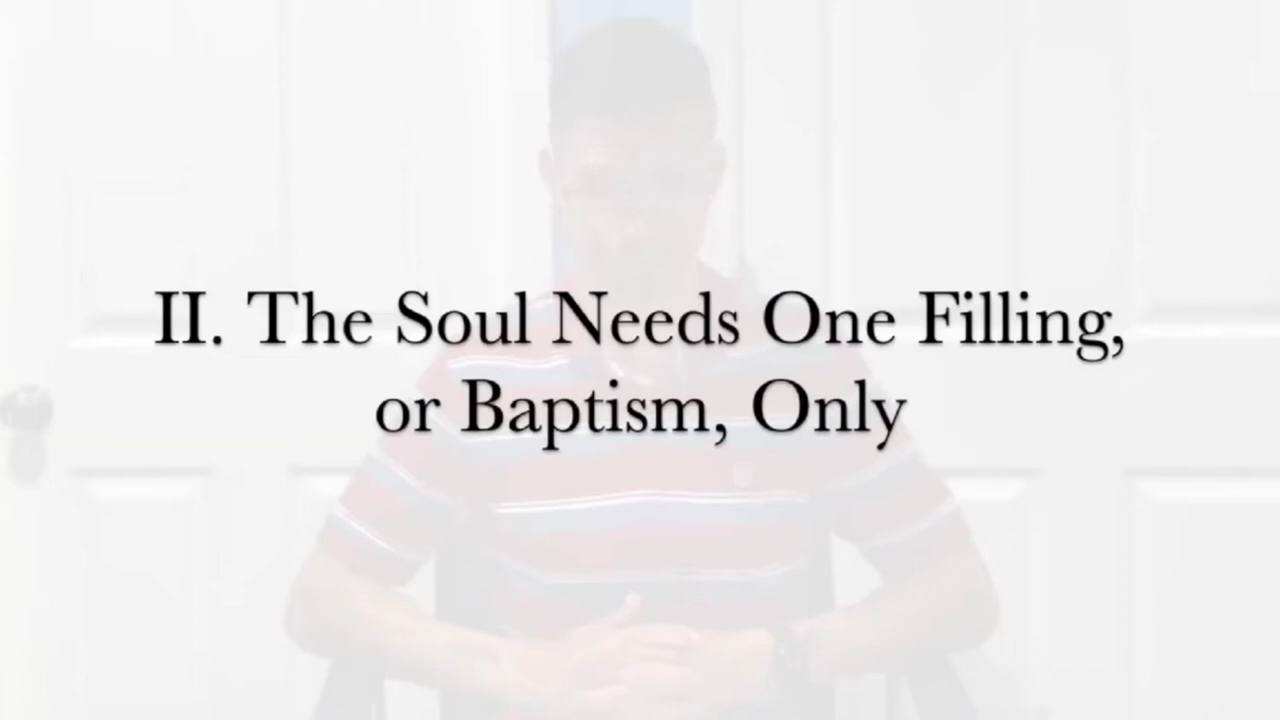 II. The Soul Needs One Filling,
or Baptism, Only